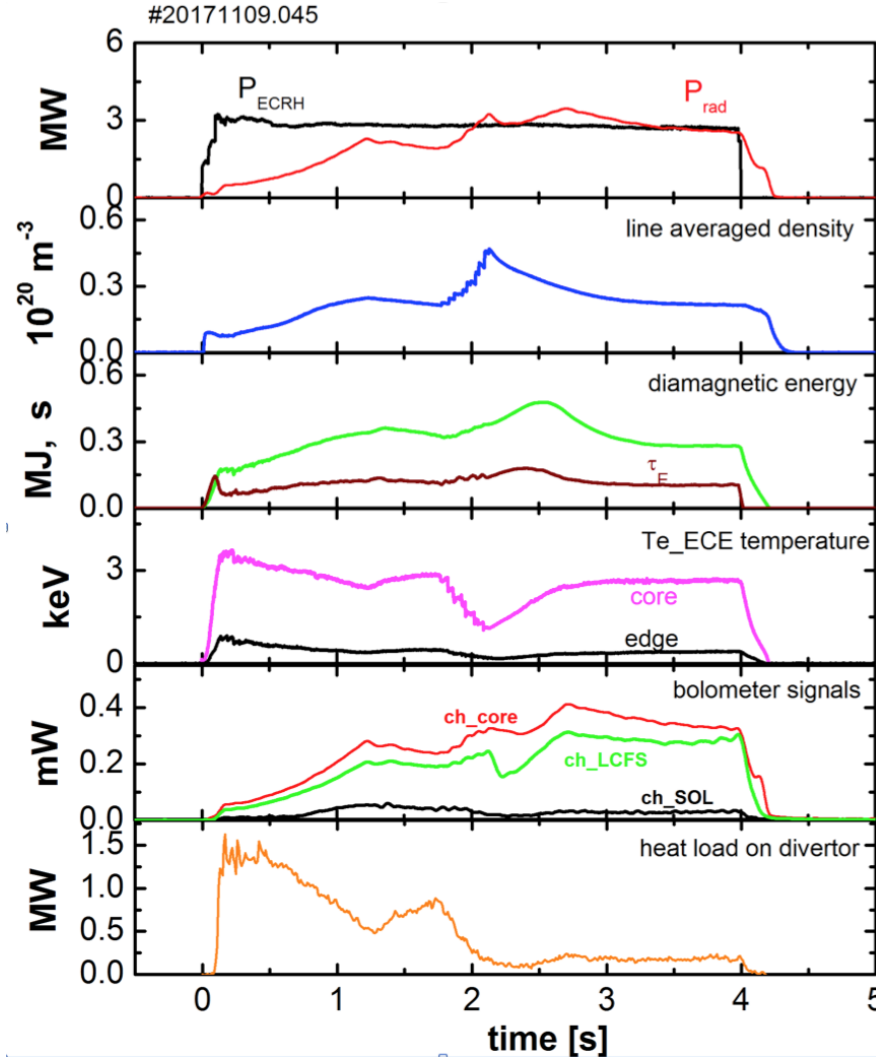 #20171109.045
6
3
0
MW
P_ECRH
P_rad
0.6
0.3
0.0
10^20 m^-3
line averaged density
0.6
0.3
0.0
MJ, s
diamagnetic energy
τ_E
3
0
keV
Te_ECE temperature
core
edge
0.4
0.2
0.0
mW
bolometer signals
ch_core
ch_LCFS
ch_SOL
1.5
1.0
0.5
0.0
MW
heat load on divertor
0 1 2 3 4 5
time [s]